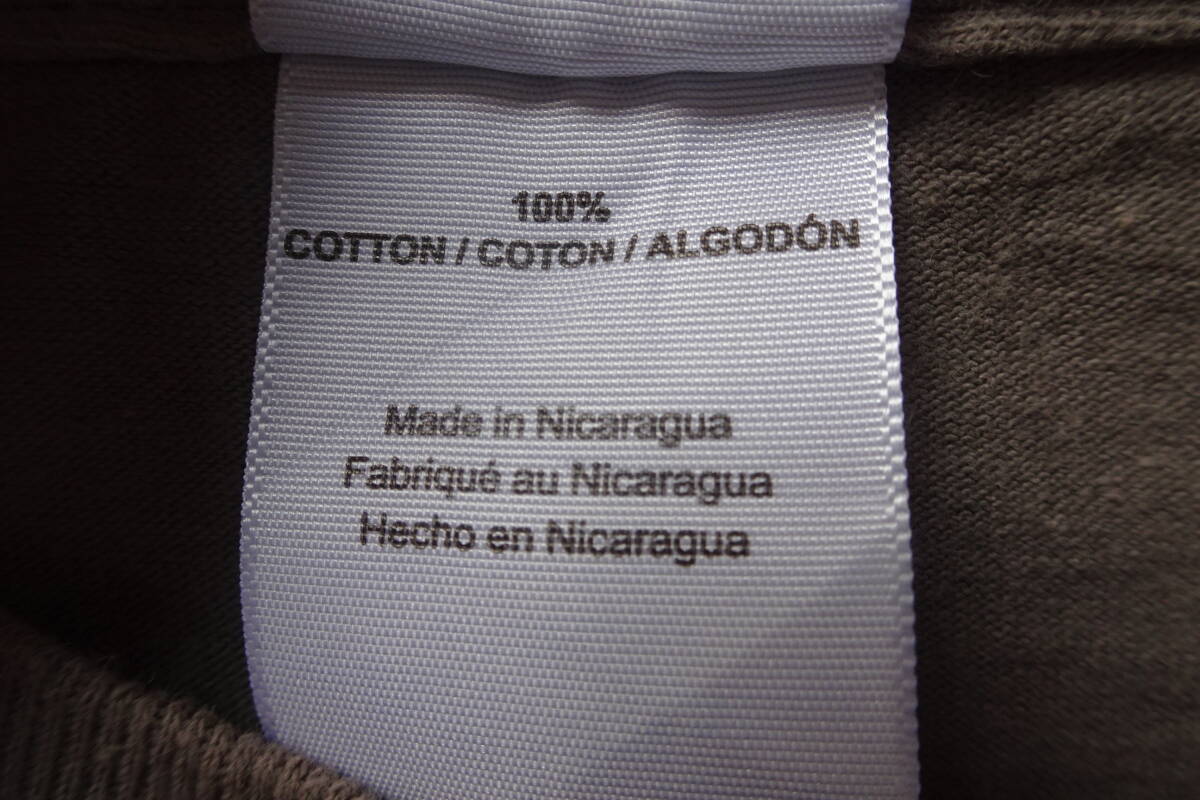 100%
COTTON / COTON / ALGODÓN
Made in Nicaragua
Fabriqué au Nicaragua
Hecho en Nicaragua